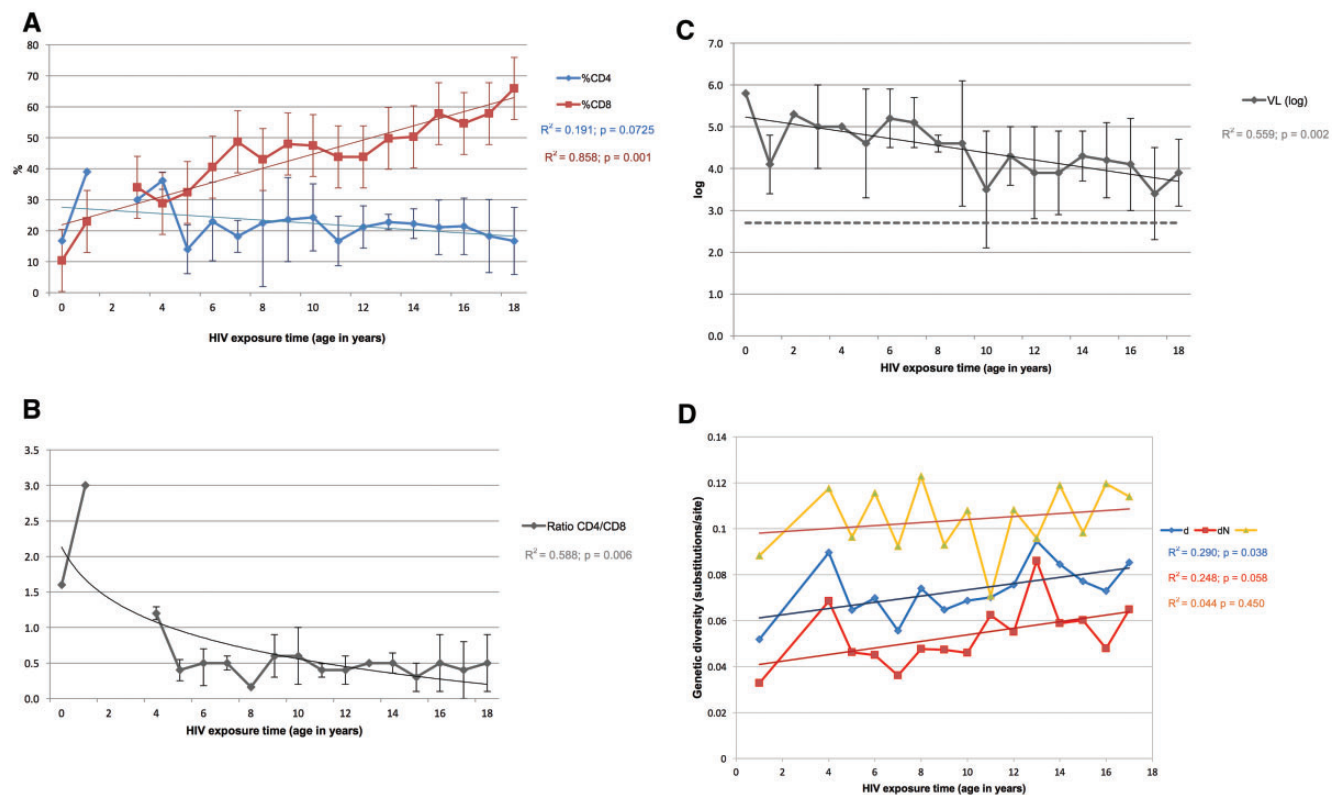 A
80
70
60
50
40
30
20
10
0
%
0 2 4 6 8 10 12 14 16 18
HIV exposure time (age in years)
%CD4
%CD8
R² = 0.191; p = 0.0725
R² = 0.858; p = 0.001
C
7.0
6.0
5.0
4.0
3.0
2.0
1.0
0.0
log
0 2 4 6 8 10 12 14 16 18
HIV exposure time (age in years)
VL (log)
R² = 0.559; p = 0.002
B
3.5
3.0
2.5
2.0
1.5
1.0
0.5
0.0
0 2 4 6 8 10 12 14 16 18
HIV exposure time (age in years)
Ratio CD4/CD8
R² = 0.588; p = 0.006
D
0.14
0.12
0.1
0.08
0.06
0.04
0.02
0
Genetic diversity (substitutions/site)
0 2 4 6 8 10 12 14 16 18
HIV exposure time (age in years)
d dN
R² = 0.290; p = 0.038
R² = 0.248; p = 0.058
R² = 0.044 p = 0.450